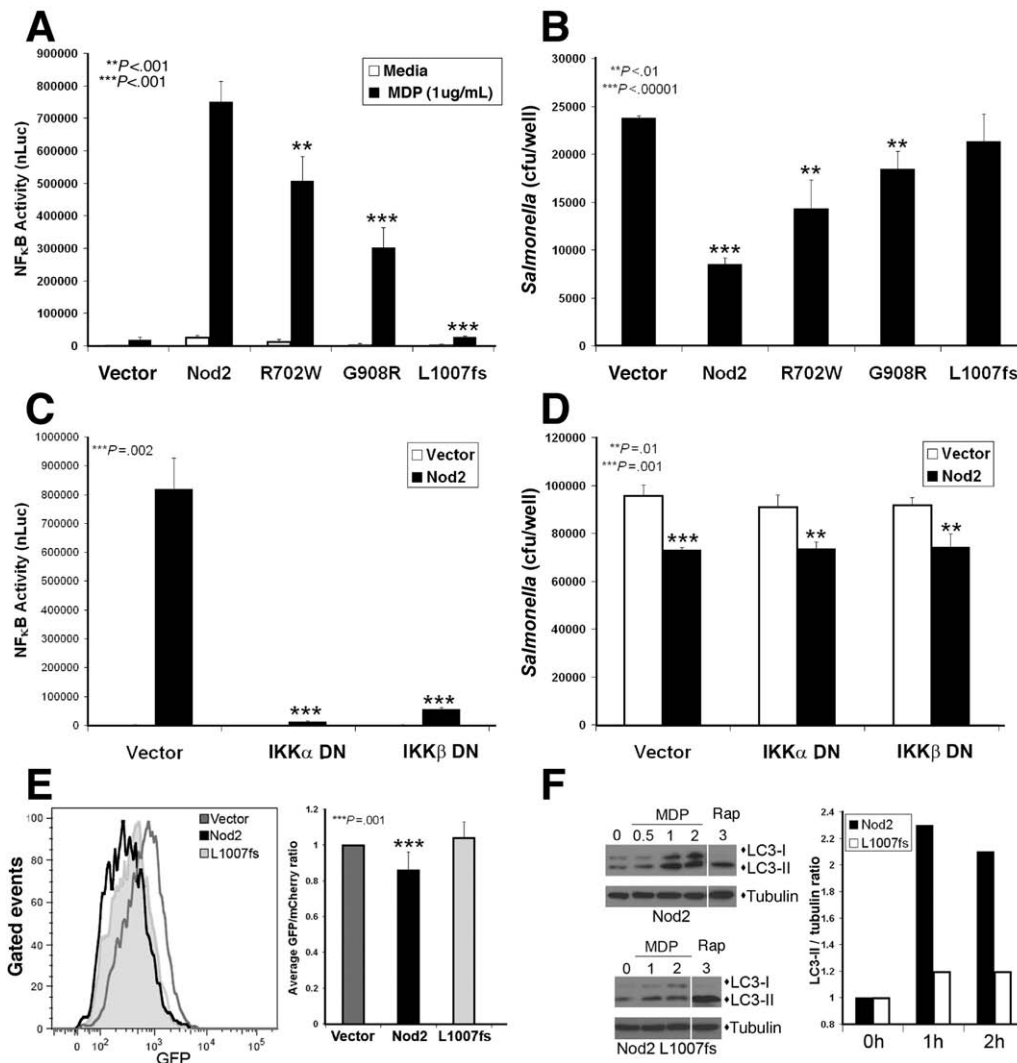 A
**P<.001
***P<.001
Media
MDP (1ug/mL)
NFκB Activity (nLuc)
900000
800000
700000
600000
500000
400000
300000
200000
100000
0
**
***
***
Vector Nod2 R702W G908R L1007fs
B
**P<.01
***P<.00001
Salmonella (cfu/well)
30000
25000
20000
15000
10000
5000
0
***
**
**
Vector Nod2 R702W G908R L1007fs
C
***P=.002
Vector
Nod2
NFκB Activity (nLuc)
1000000
900000
800000
700000
600000
500000
400000
300000
200000
100000
0
***
***
Vector IKKα DN IKKβ DN
D
**P=.01
***P=.001
Vector
Nod2
Salmonella (cfu/well)
120000
100000
80000
60000
40000
20000
0
***
**
**
Vector IKKα DN IKKβ DN
E
Vector
Nod2
L1007fs
Gated events
100
80
60
40
20
0
0 10² 10³ 10⁴ 10⁵
GFP
***P=.001
Average GFP/mCherry ratio
1.2
1
0.8
0.6
0.4
0.2
0
***
Vector Nod2 L1007fs
F
MDP Rap
0 0.5 1 2 3
LC3-I
LC3-II
Tubulin
Nod2
MDP Rap
0 1 2 3
LC3-I
LC3-II
Tubulin
Nod2 L1007fs
Nod2
L1007fs
LC3-II / tubulin ratio
2.4
2.2
2
1.8
1.6
1.4
1.2
1
0.8
0h 1h 2h